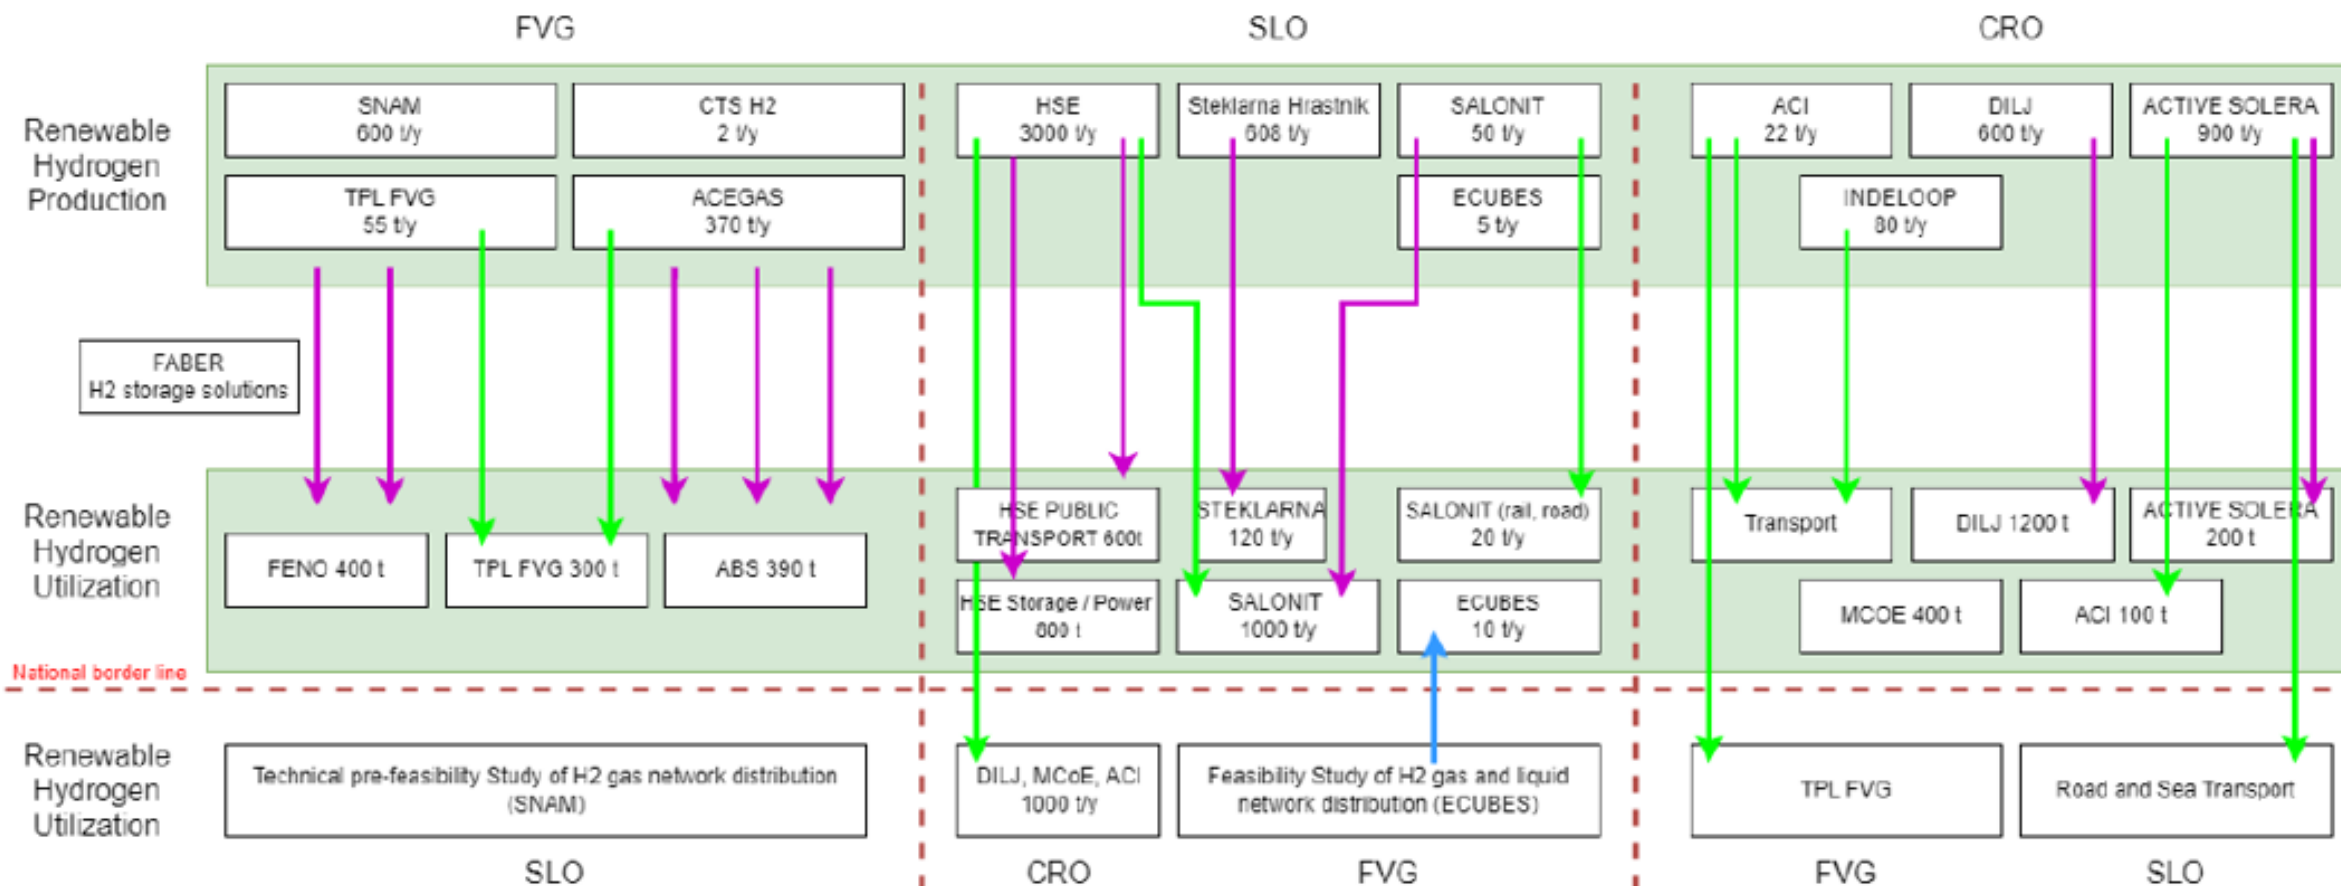 FVG
SLO
CRO
Renewable
Hydrogen
Production
SNAM
600 t/y
CTS H2
2 t/y
HSE
3000 t/y
Steklarna Hrastnik
608 t/y
SALONIT
50 t/y
ACI
22 t/y
DILJ
600 t/y
ACTIVE SOLERA
900 t/y
TPL FVG
55 t/y
ACEGAS
370 t/y
ECUBES
5 t/y
INDELOOP
80 t/y
FABER
H2 storage solutions
Renewable
Hydrogen
Utilization
FENO 400 t
TPL FVG 300 t
ABS 390 t
HSE PUBLIC
TRANSPORT 600t
STEKLARNA
120 t/y
SALONIT (rail, road)
20 t/y
Transport
DILJ 1200 t
ACTIVE SOLERA
200 t
HSE Storage / Power
800 t
SALONIT
1000 t/y
ECUBES
10 t/y
MCOE 400 t
ACI 100 t
National border line
Renewable
Hydrogen
Utilization
Technical pre-feasibility Study of H2 gas network distribution
(SNAM)
DILJ, MCoE, ACI
1000 t/y
Feasibility Study of H2 gas and liquid
network distribution (ECUBES)
TPL FVG
Road and Sea Transport
SLO
CRO
FVG
FVG
SLO